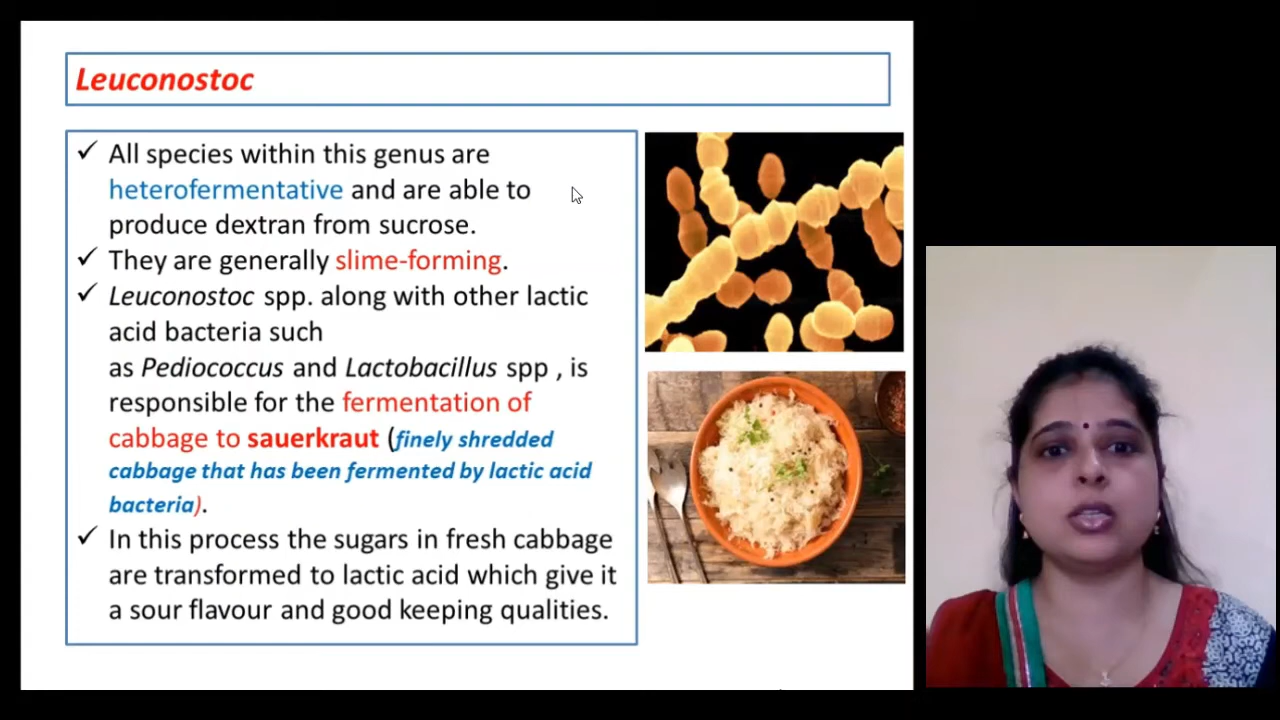 Leuconostoc
✓ All species within this genus are
heterofermentative and are able to
produce dextran from sucrose.
✓ They are generally slime-forming.
✓ Leuconostoc spp. along with other lactic
acid bacteria such
as Pediococcus and Lactobacillus spp , is
responsible for the fermentation of
cabbage to sauerkraut (finely shredded
cabbage that has been fermented by lactic acid
bacteria).
✓ In this process the sugars in fresh cabbage
are transformed to lactic acid which give it
a sour flavour and good keeping qualities.